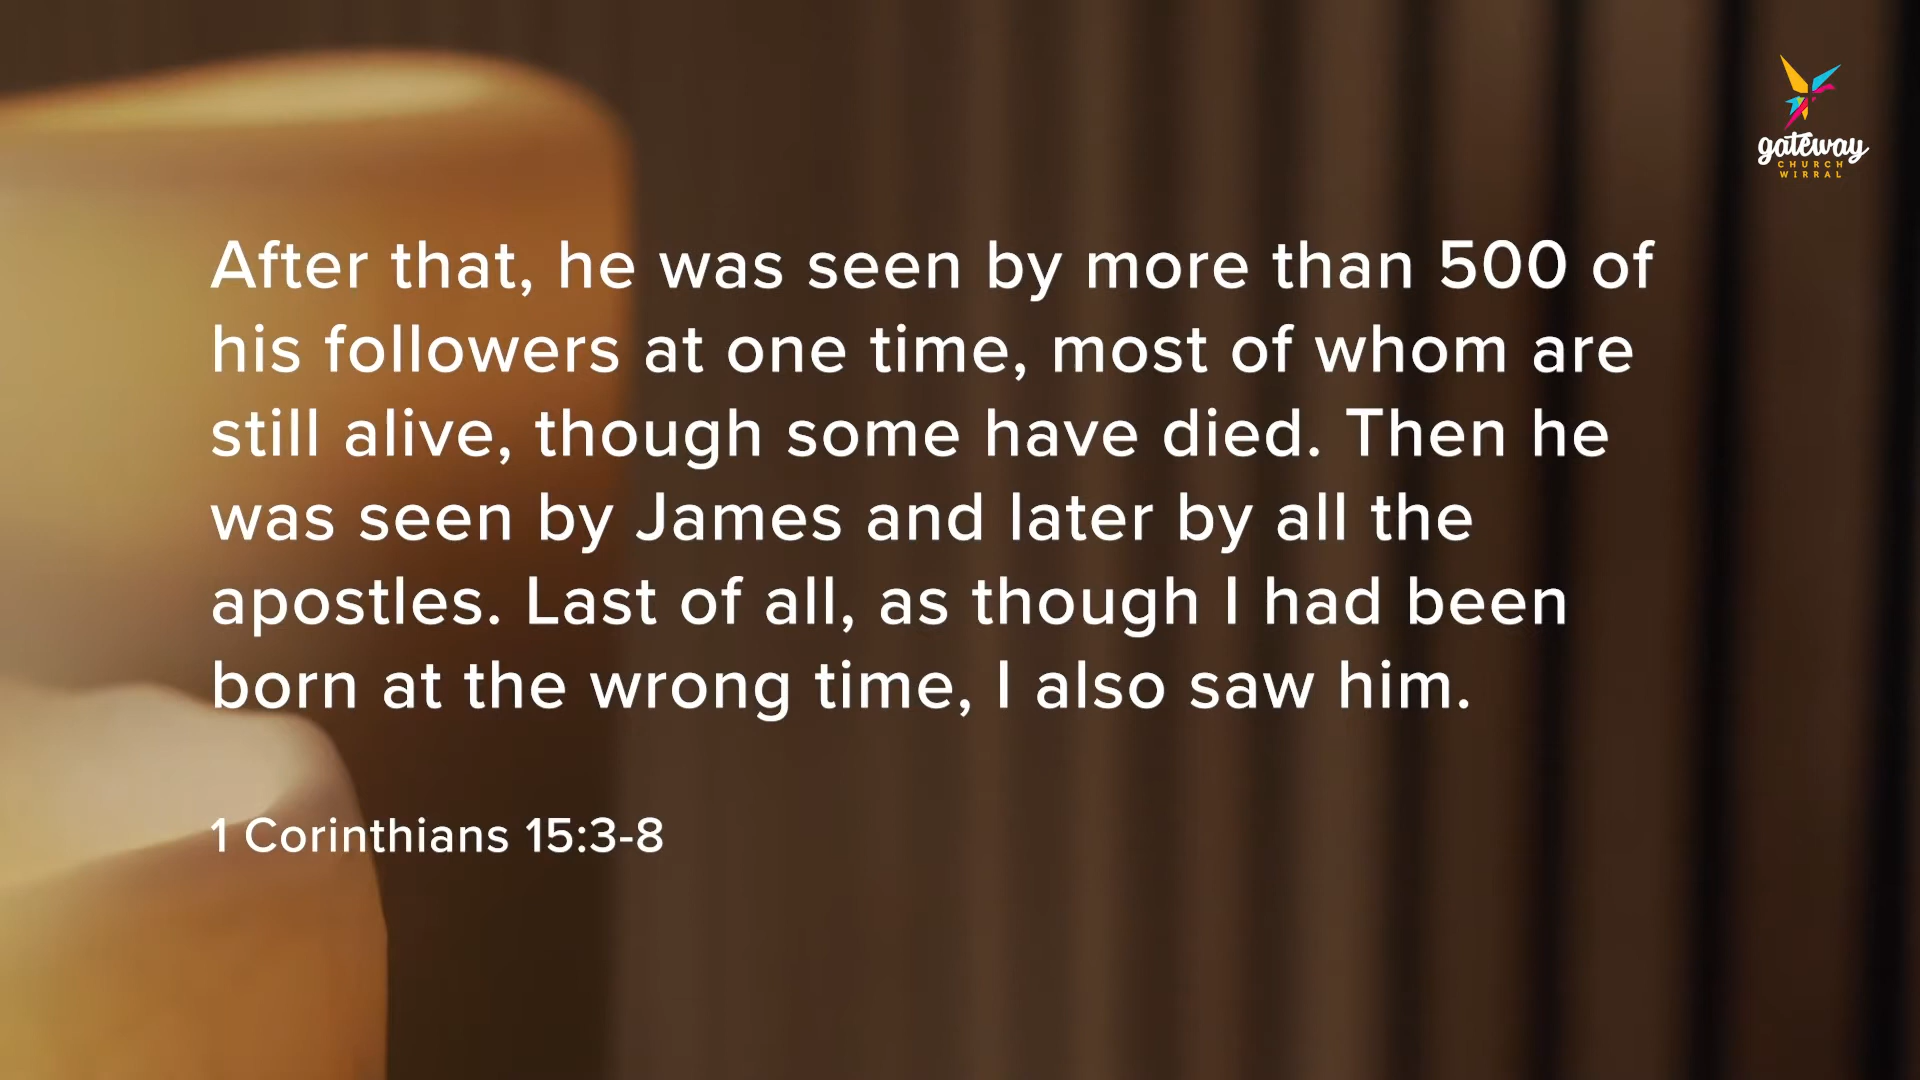 gateway
CHURCH
WIRRAL
After that, he was seen by more than 500 of
his followers at one time, most of whom are
still alive, though some have died. Then he
was seen by James and later by all the
apostles. Last of all, as though I had been
born at the wrong time, I also saw him.
1 Corinthians 15:3-8